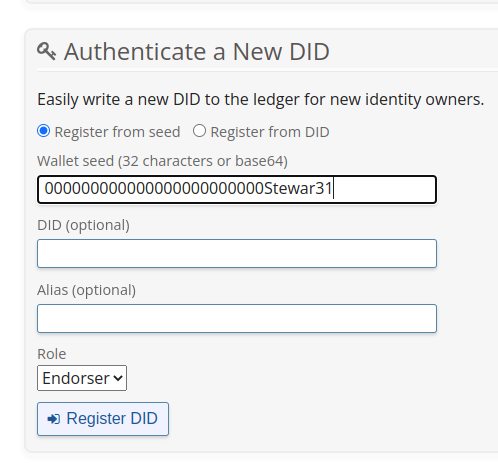 Authenticate a New DID
Easily write a new DID to the ledger for new identity owners.
Register from seed Register from DID
Wallet seed (32 characters or base64)
000000000000000000000000Stewar31
DID (optional)
Alias (optional)
Role
Endorser
Register DID